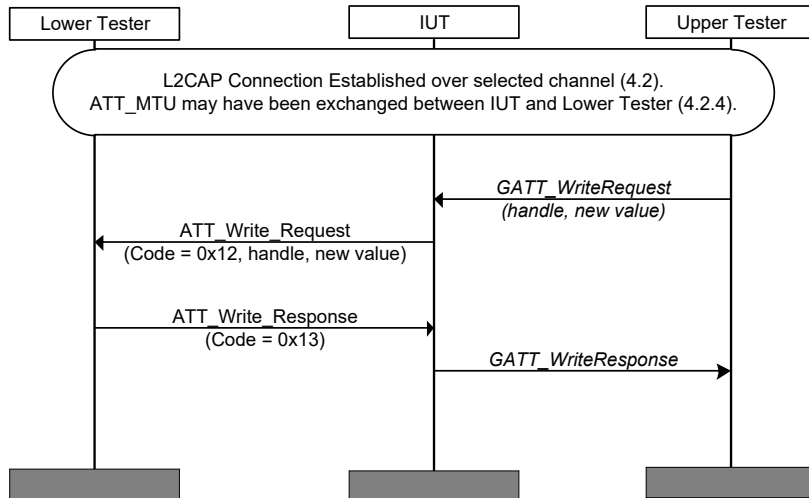 Lower Tester
IUT
Upper Tester
L2CAP Connection Established over selected channel (4.2).
ATT_MTU may have been exchanged between IUT and Lower Tester (4.2.4).
GATT_WriteRequest
(handle, new value)
ATT_Write_Request
(Code = 0x12, handle, new value)
ATT_Write_Response
(Code = 0x13)
GATT_WriteResponse